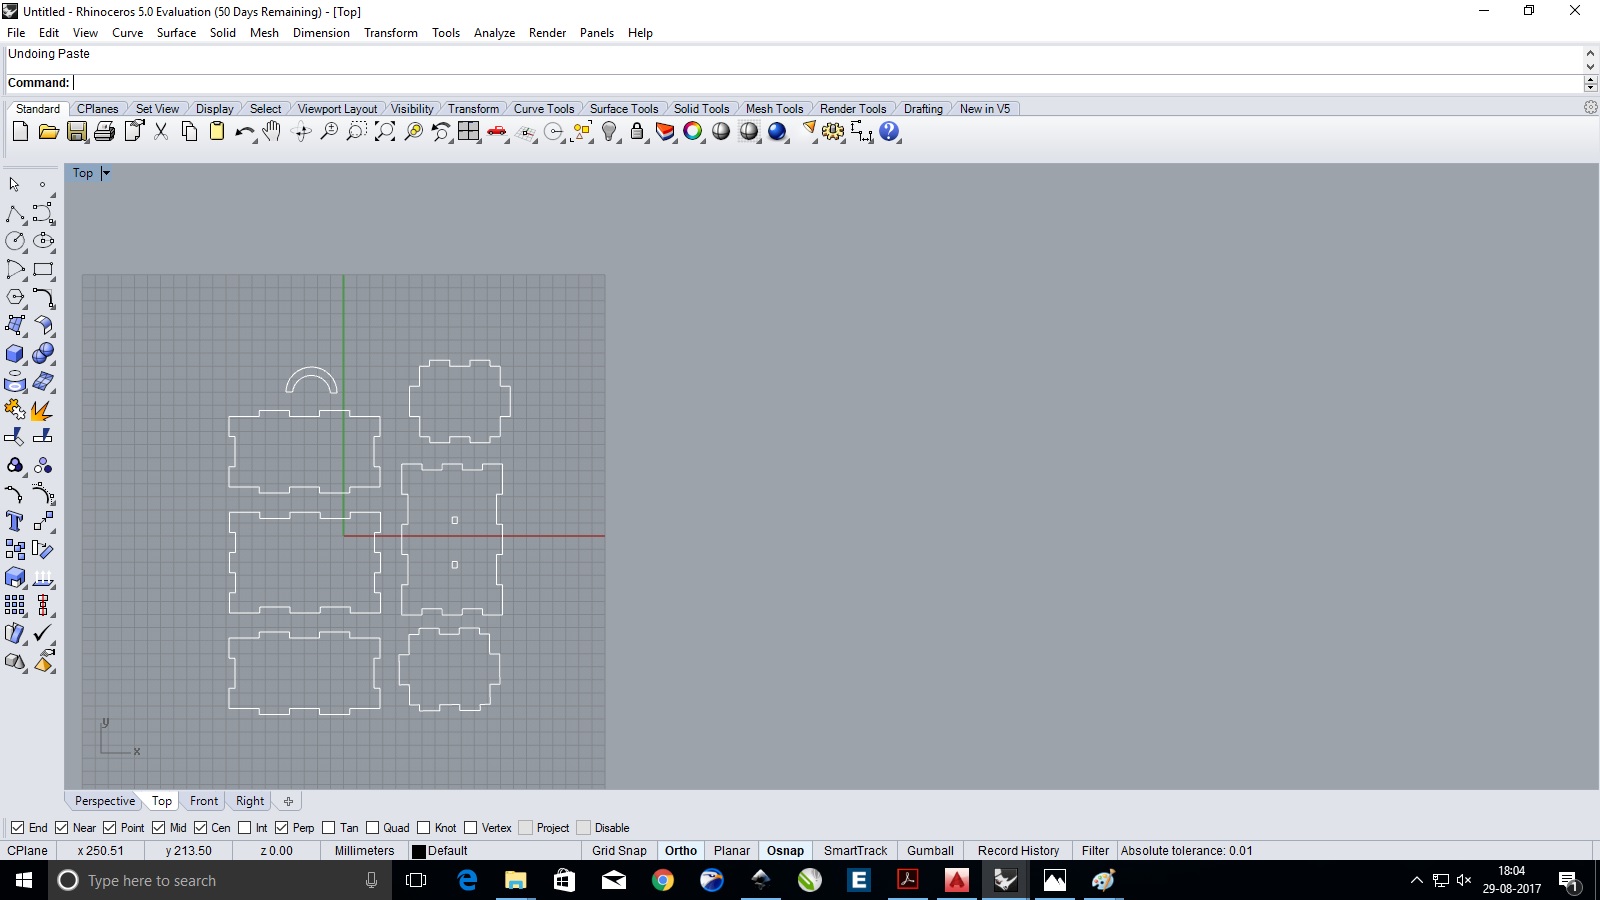 Untitled - Rhinoceros 5.0 Evaluation (50 Days Remaining) - [Top]
File Edit View Curve Surface Solid Mesh Dimension Transform Tools Analyze Render Panels Help
Undoing Paste
Command:
Standard CPlanes Set View Display Select Viewport Layout Visibility Transform Curve Tools Surface Tools Solid Tools Mesh Tools Render Tools Drafting New in V5
Top
y
x
Perspective Top Front Right
End Near Point Mid Cen Int Perp Tan Quad Knot Vertex Project Disable
CPlane x 250.51 y 213.50 z 0.00 Millimeters Default Grid Snap Ortho Planar Osnap SmartTrack Gumball Record History Filter Absolute tolerance: 0.01
Type here to search
18:04
29-08-2017
1